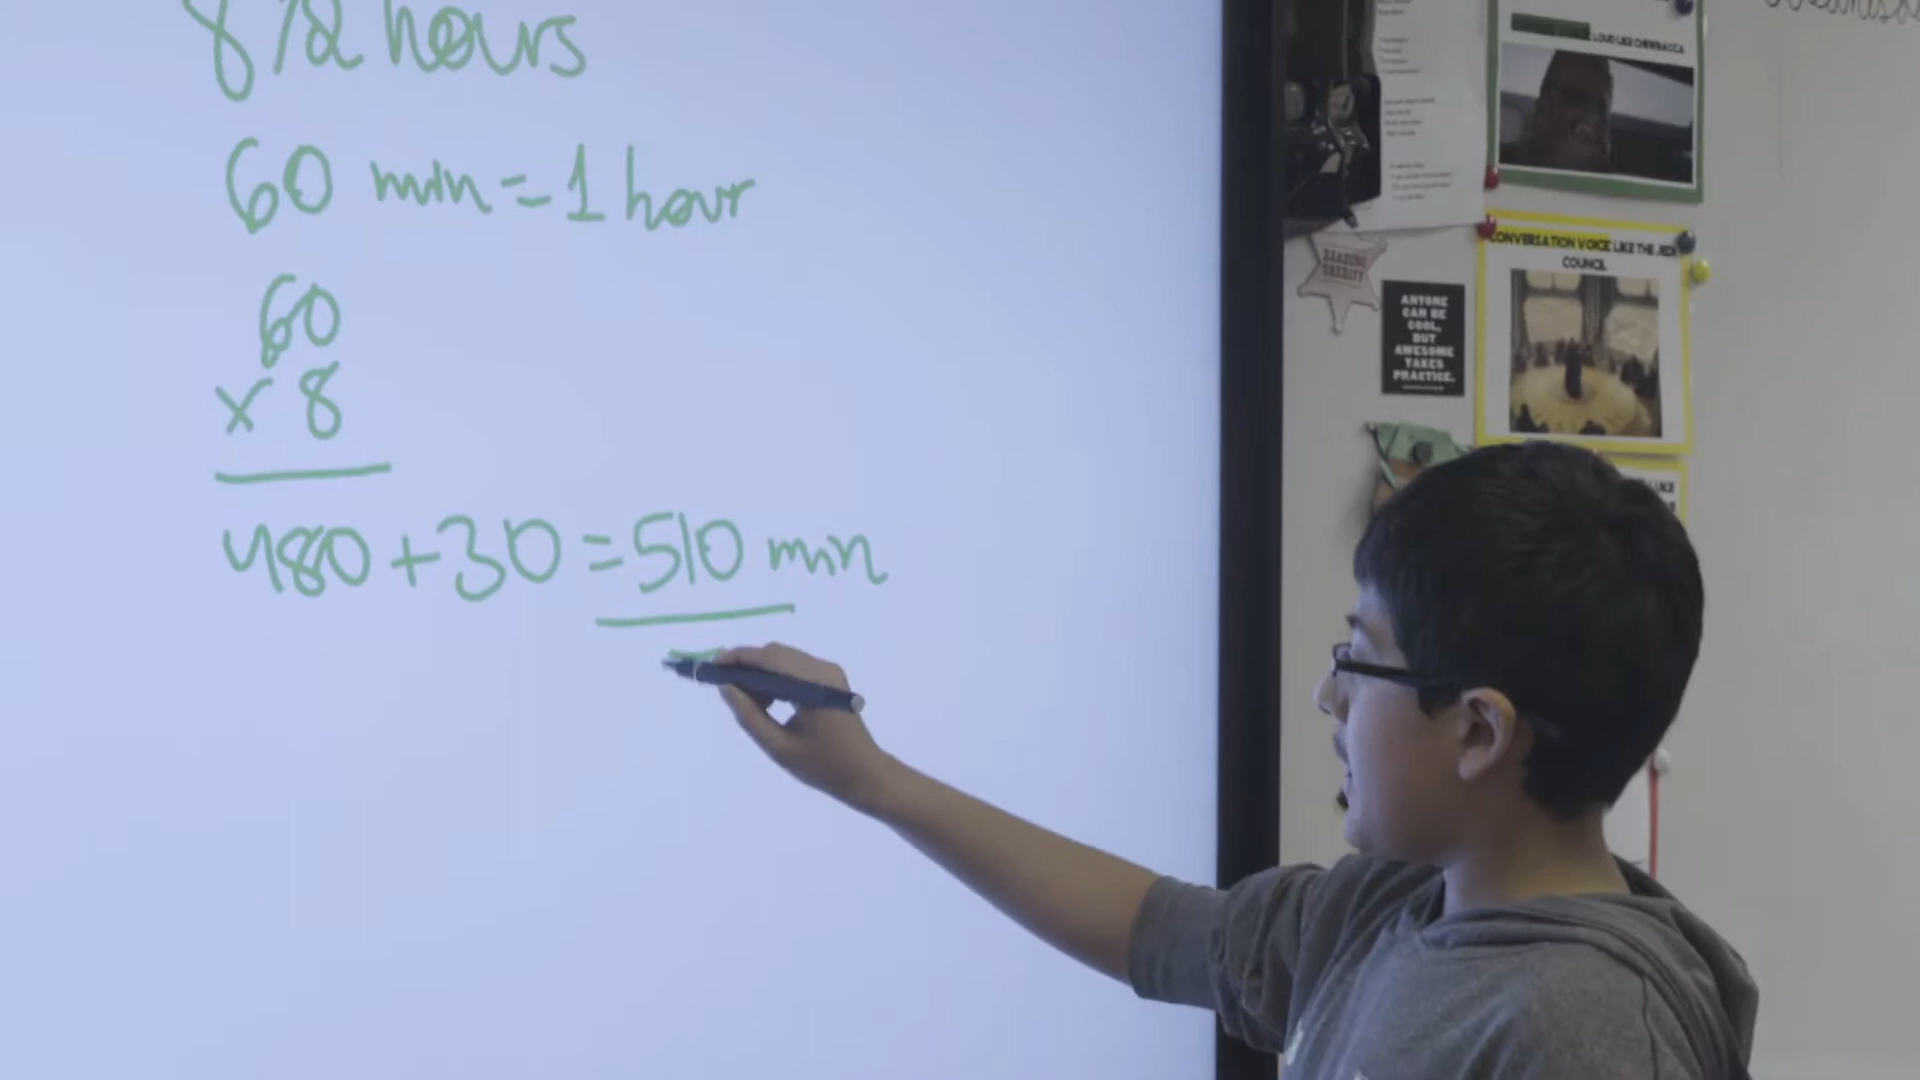 8 1/2 hours
60 min = 1 hour
60
x 8
480 + 30 = 510 min
LOUD LIKE CHEWBACCA
CONVERSATION VOICE LIKE THE JEDI
COUNCIL
READING
SHERIFF
ANYONE
CAN BE
COOL,
BUT
AWESOME
TAKES
PRACTICE.
LIKE